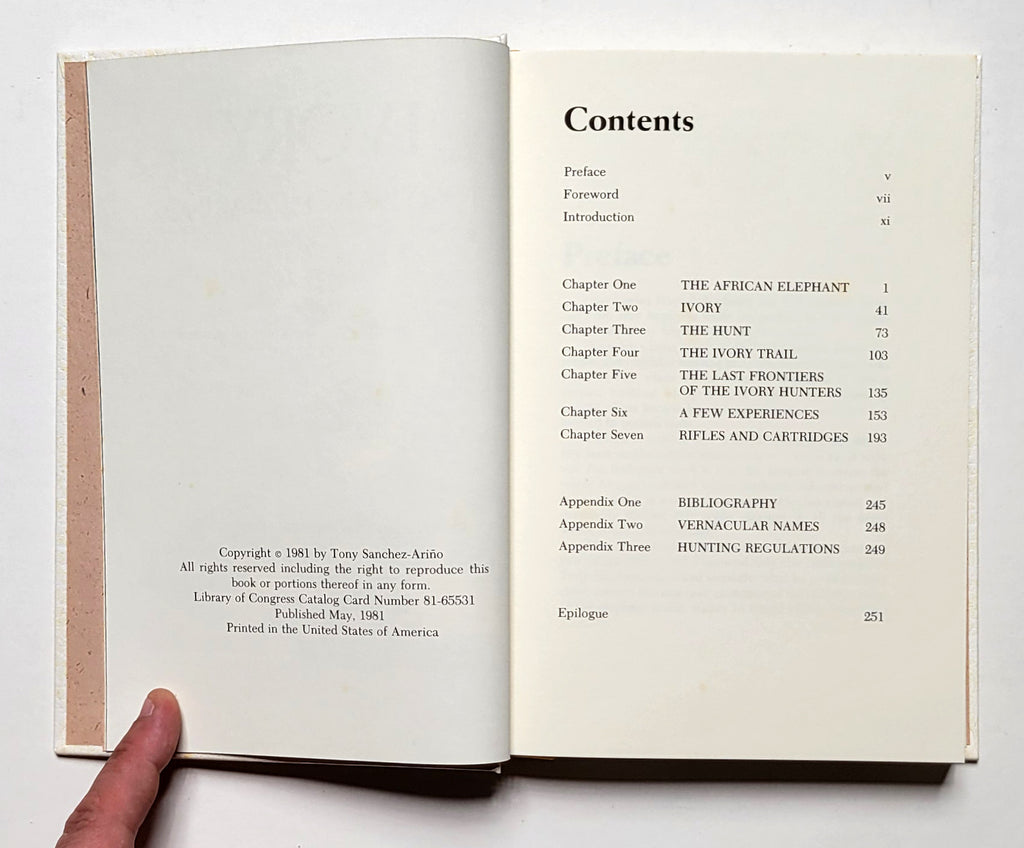 Copyright © 1981 by Tony Sanchez-Ariño
All rights reserved including the right to reproduce this
book or portions thereof in any form.
Library of Congress Catalog Card Number 81-65531
Published May, 1981
Printed in the United States of America
Contents
Preface v
Foreword vii
Introduction xi
Preface
Chapter One THE AFRICAN ELEPHANT 1
Chapter Two IVORY 41
Chapter Three THE HUNT 73
Chapter Four THE IVORY TRAIL 103
Chapter Five THE LAST FRONTIERS
OF THE IVORY HUNTERS 135
Chapter Six A FEW EXPERIENCES 153
Chapter Seven RIFLES AND CARTRIDGES 193
Appendix One BIBLIOGRAPHY 245
Appendix Two VERNACULAR NAMES 248
Appendix Three HUNTING REGULATIONS 249
Epilogue 251